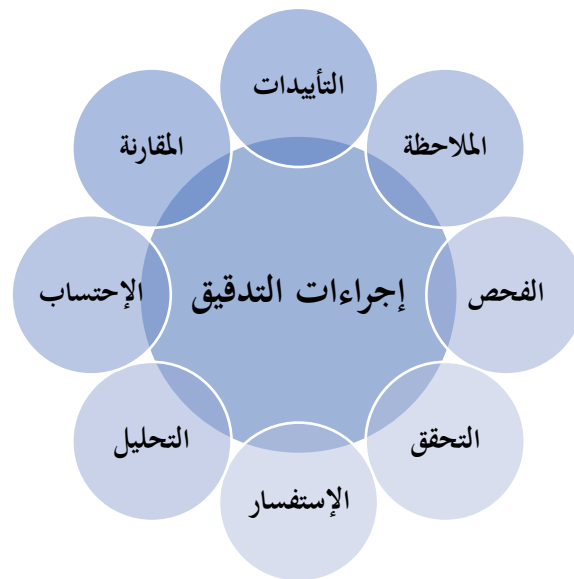 التأييدات
الملاحظة
المقارنة
الفحص
إجراءات التدقيق
الإحتساب
التحقق
التحليل
الإستفسار